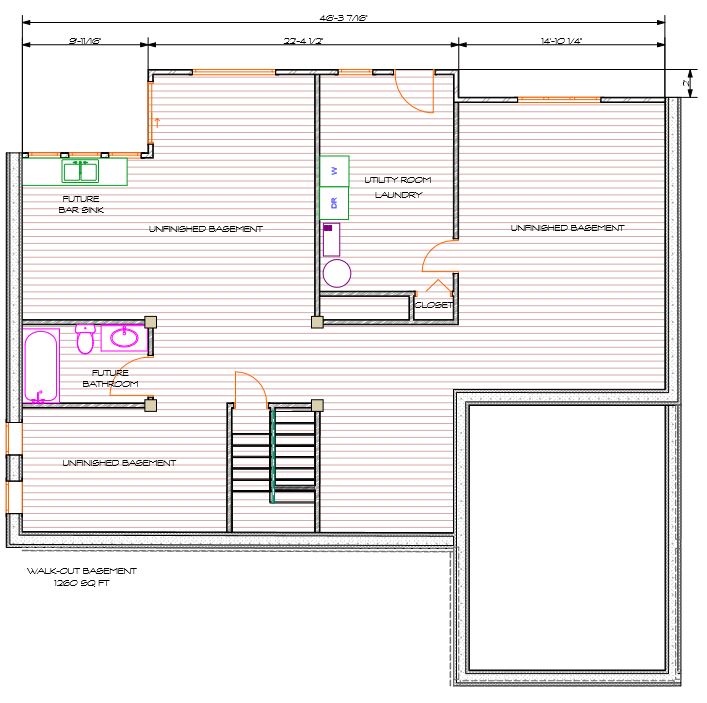 46'-3 7/16"
9'-11/16"
22'-4 1/2"
14'-10 1/4"
2'
W
UTILITY ROOM
LAUNDRY
DR
FUTURE
BAR SINK
UNFINISHED BASEMENT
UNFINISHED BASEMENT
CLOSET
FUTURE
BATHROOM
UNFINISHED BASEMENT
WALK-OUT BASEMENT
1260 SQ FT